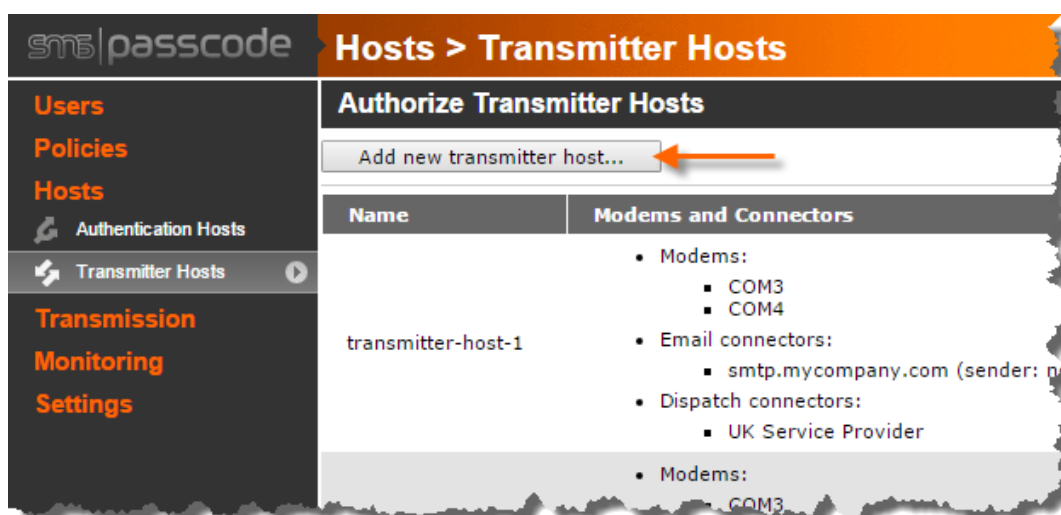 sms|passcode
Hosts > Transmitter Hosts
Users
Policies
Hosts
Authentication Hosts
Transmitter Hosts
Transmission
Monitoring
Settings
Authorize Transmitter Hosts
Add new transmitter host...
Name
Modems and Connectors
transmitter-host-1
• Modems:
▪ COM3
▪ COM4
• Email connectors:
▪ smtp.mycompany.com (sender:
• Dispatch connectors:
▪ UK Service Provider
• Modems:
▪ COM3